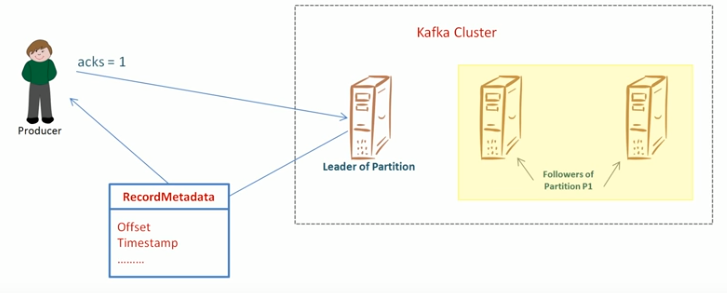 Kafka Cluster
acks = 1
Producer
Leader of Partition
Followers of
Partition P1
RecordMetadata
Offset
Timestamp
.........